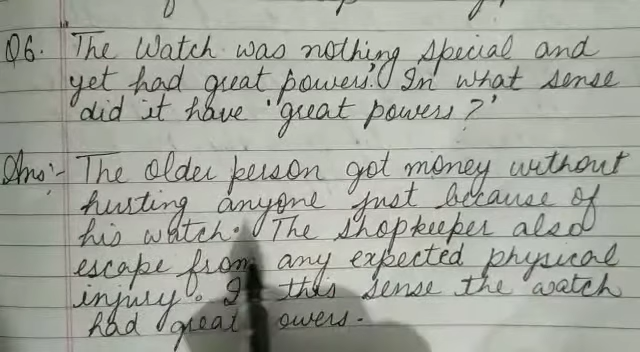 Q6. The Watch was nothing special and
yet had great powers.' In what sense
did it have 'great powers?'
Ans:- The older person got money without
hurting anyone just because of
his watch. The shopkeeper also
escape from any expected physical
injury. I this sense the watch
had great owers.